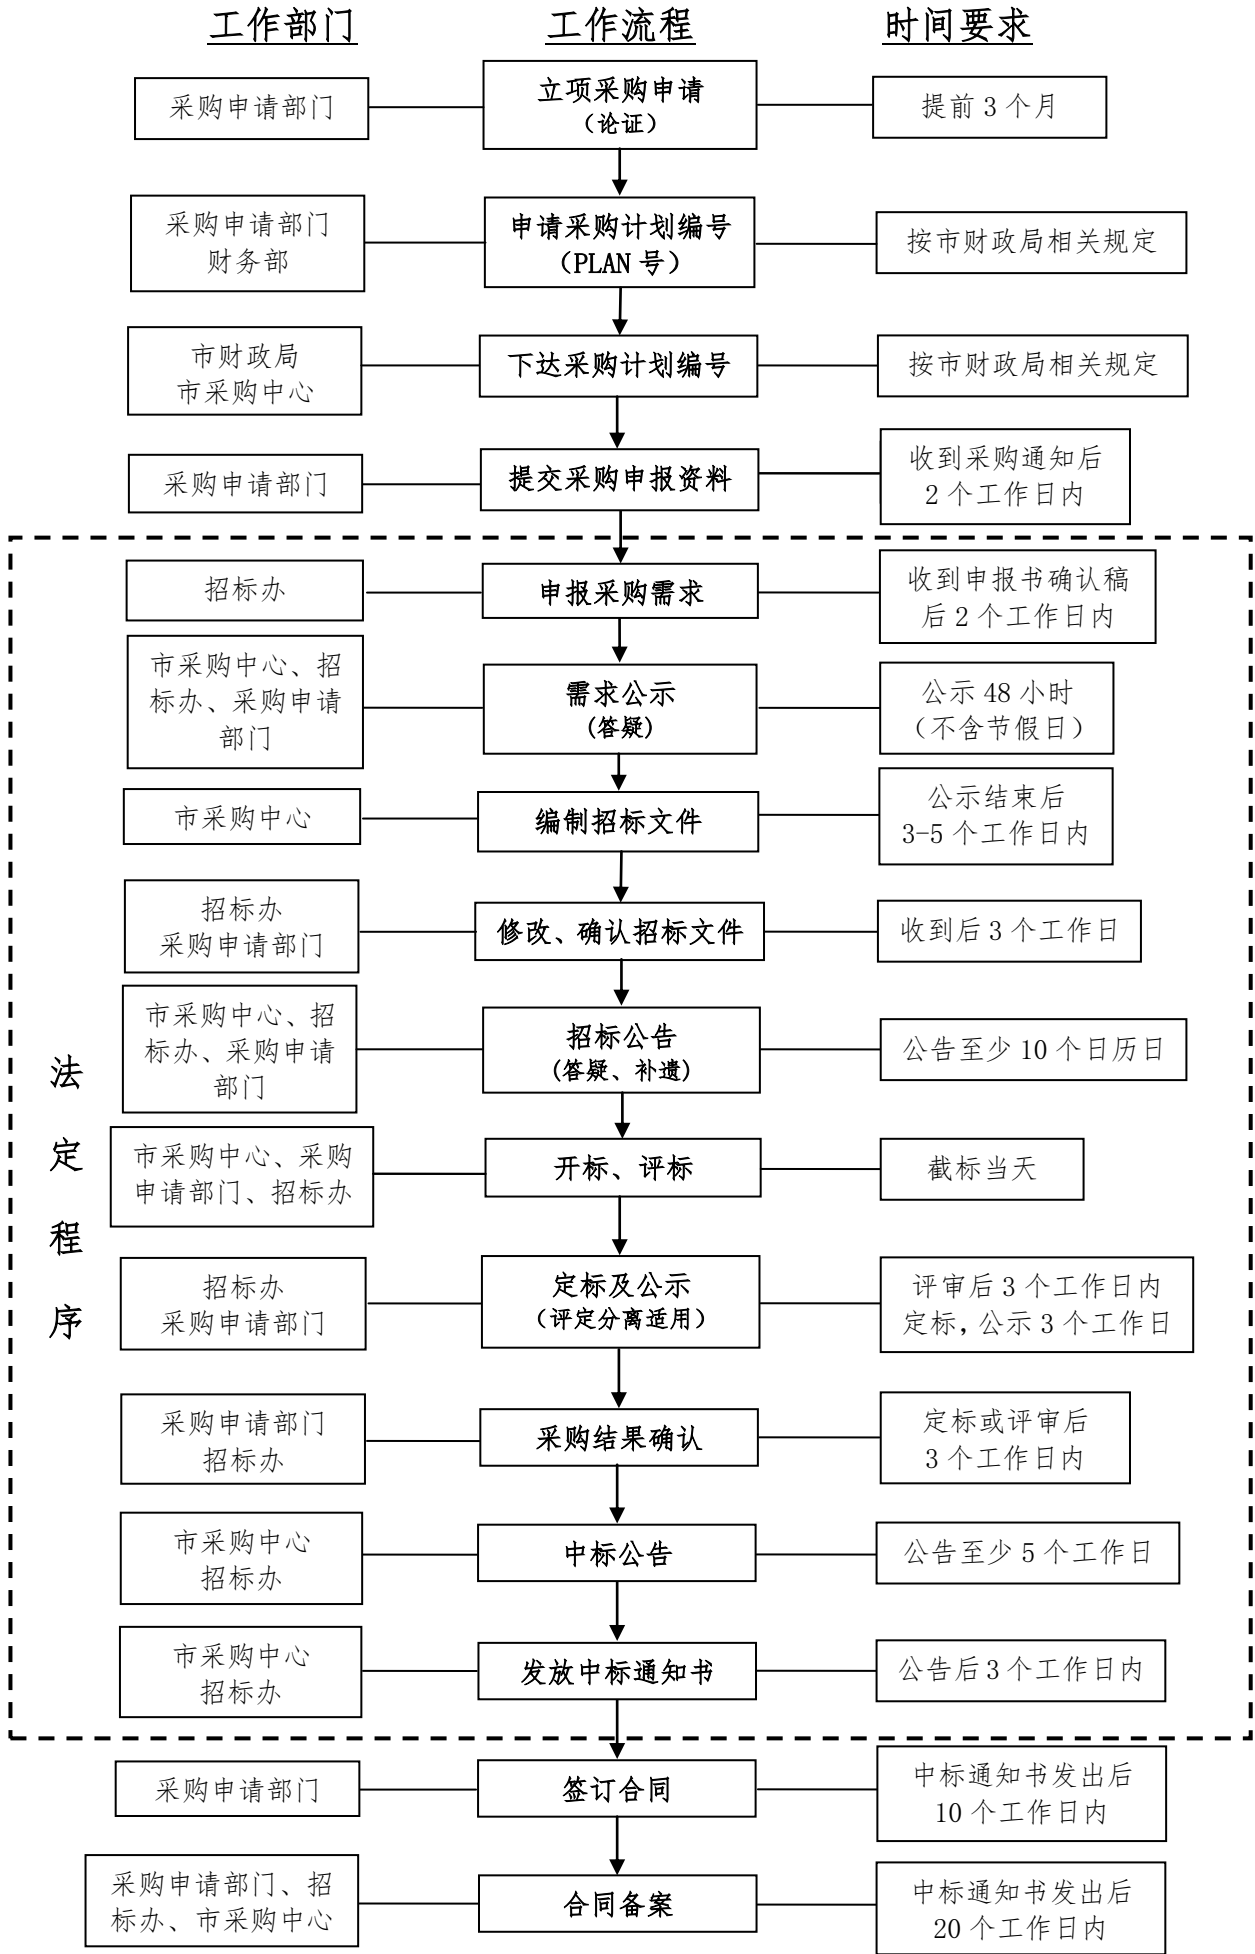 工作部门
工作流程
时间要求
采购申请部门
立项采购申请
（论证）
提前 3 个月
采购申请部门
财务部
申请采购计划编号
（PLAN 号）
按市财政局相关规定
市财政局
市采购中心
下达采购计划编号
按市财政局相关规定
采购申请部门
提交采购申报资料
收到采购通知后
2 个工作日内
法
定
程
序
招标办
申报采购需求
收到申报书确认稿
后 2 个工作日内
市采购中心、招
标办、采购申请
部门
需求公示
(答疑)
公示 48 小时
（不含节假日）
市采购中心
编制招标文件
公示结束后
3-5 个工作日内
招标办
采购申请部门
修改、确认招标文件
收到后 3 个工作日
市采购中心、招
标办、采购申请
部门
招标公告
(答疑、补遗)
公告至少 10 个日历日
市采购中心、采购
申请部门、招标办
开标、评标
截标当天
招标办
采购申请部门
定标及公示
（评定分离适用）
评审后 3 个工作日内
定标,公示 3 个工作日
采购申请部门
招标办
采购结果确认
定标或评审后
3 个工作日内
市采购中心
招标办
中标公告
公告至少 5 个工作日
市采购中心
招标办
发放中标通知书
公告后 3 个工作日内
采购申请部门
签订合同
中标通知书发出后
10 个工作日内
采购申请部门、招
标办、市采购中心
合同备案
中标通知书发出后
20 个工作日内